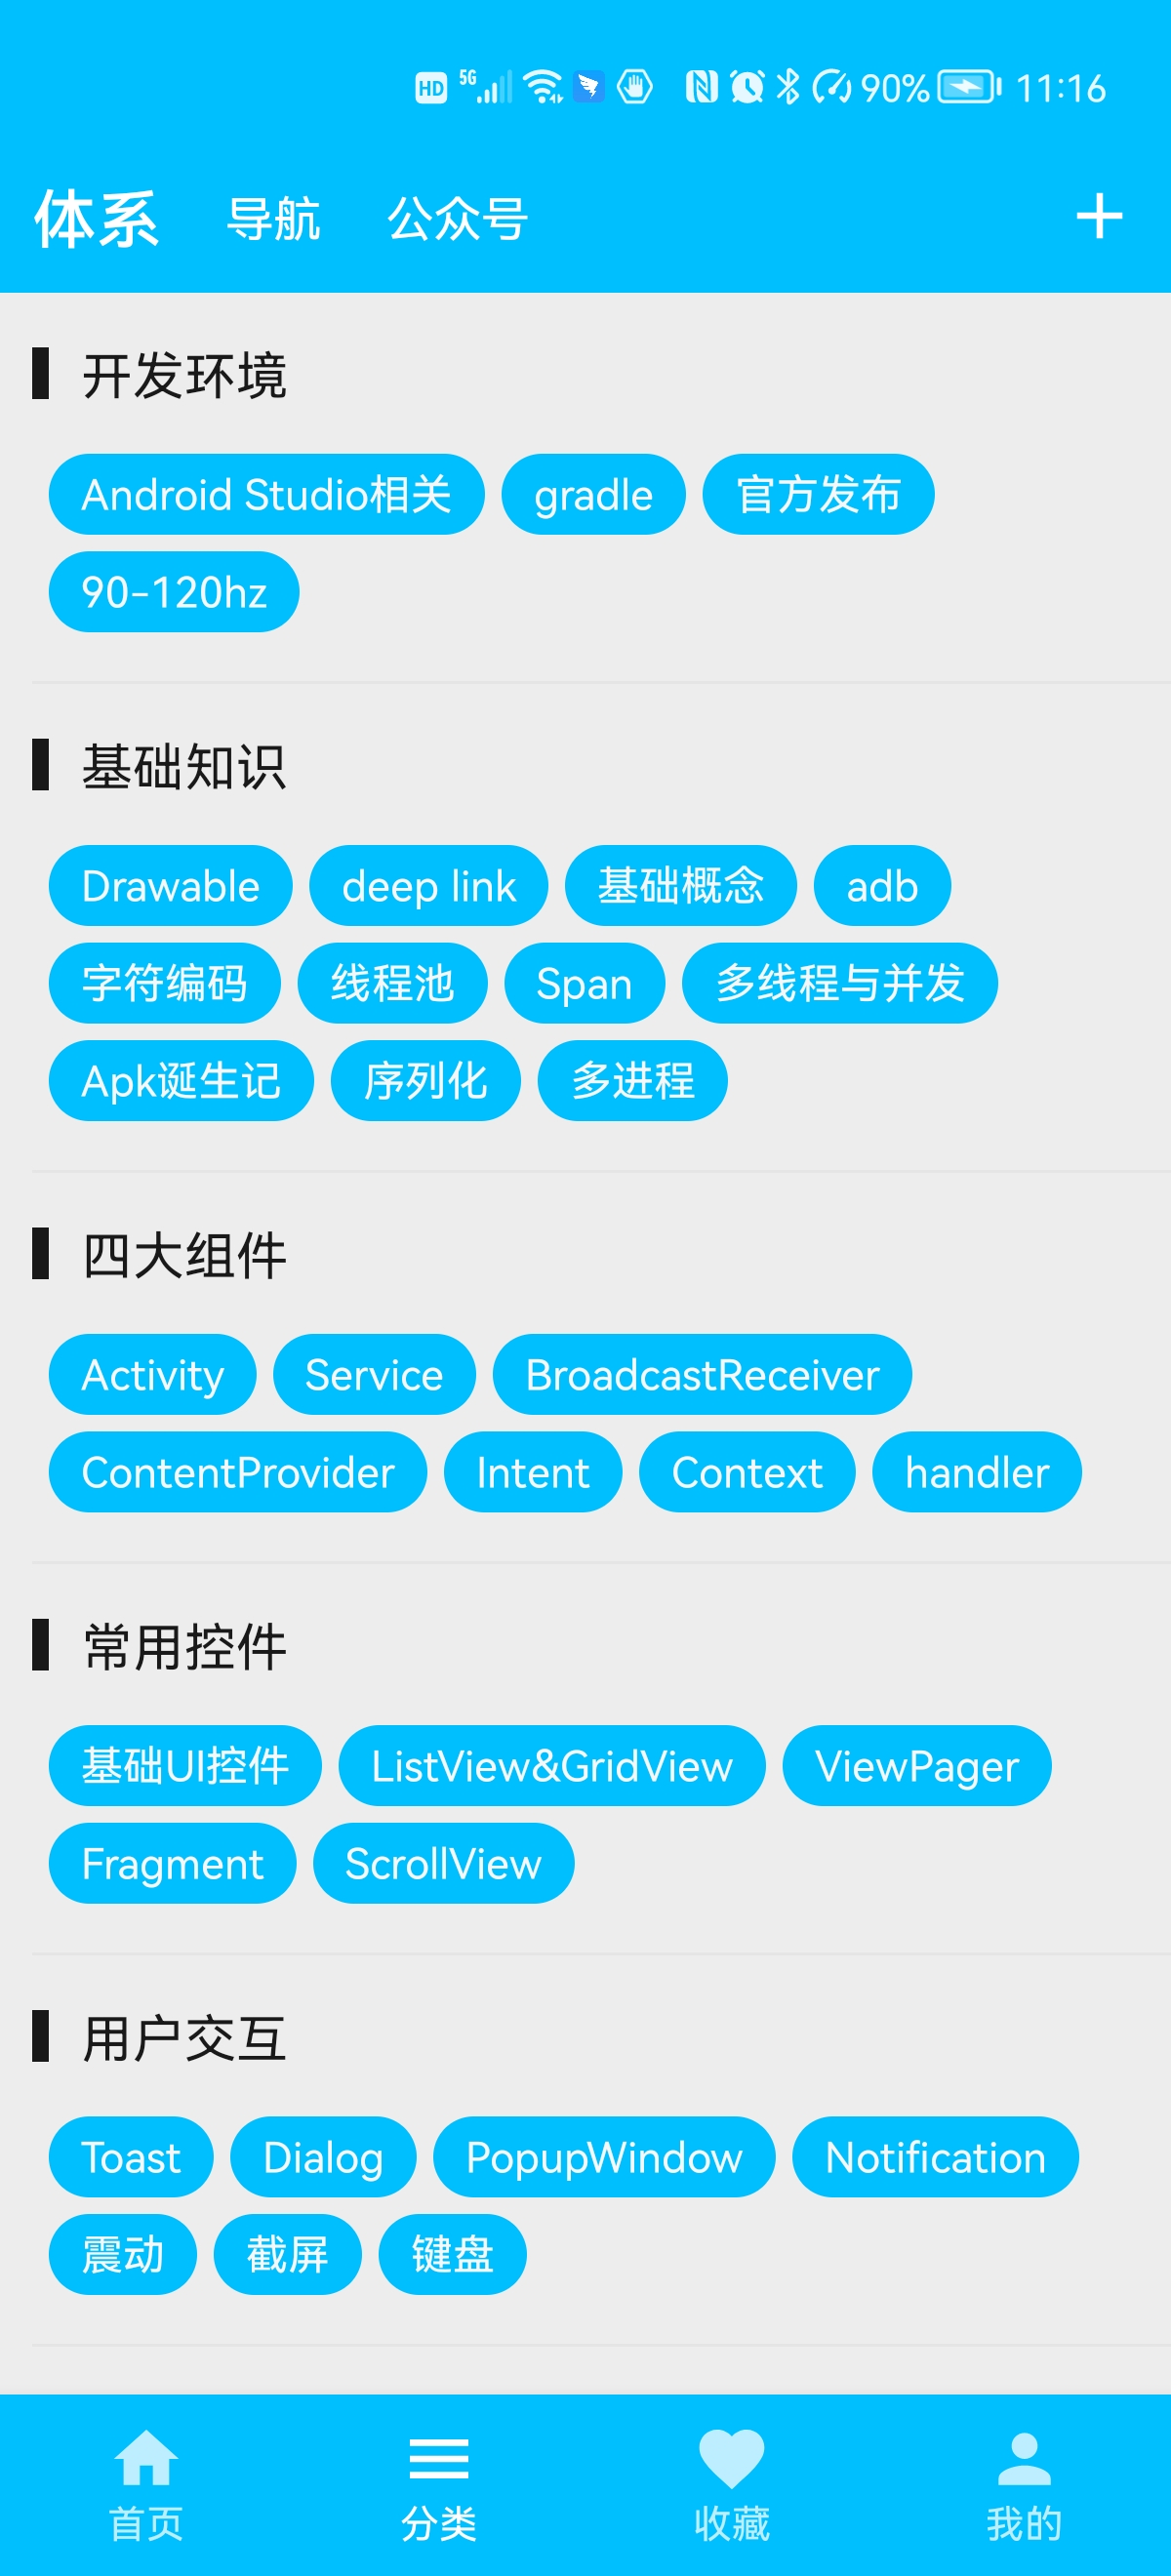 HD 5G 90% 11:16
体系 导航 公众号
开发环境
Android Studio相关 gradle 官方发布
90-120hz
基础知识
Drawable deep link 基础概念 adb
字符编码 线程池 Span 多线程与并发
Apk诞生记 序列化 多进程
四大组件
Activity Service BroadcastReceiver
ContentProvider Intent Context handler
常用控件
基础UI控件 ListView&GridView ViewPager
Fragment ScrollView
用户交互
Toast Dialog PopupWindow Notification
震动 截屏 键盘
首页 分类 收藏 我的